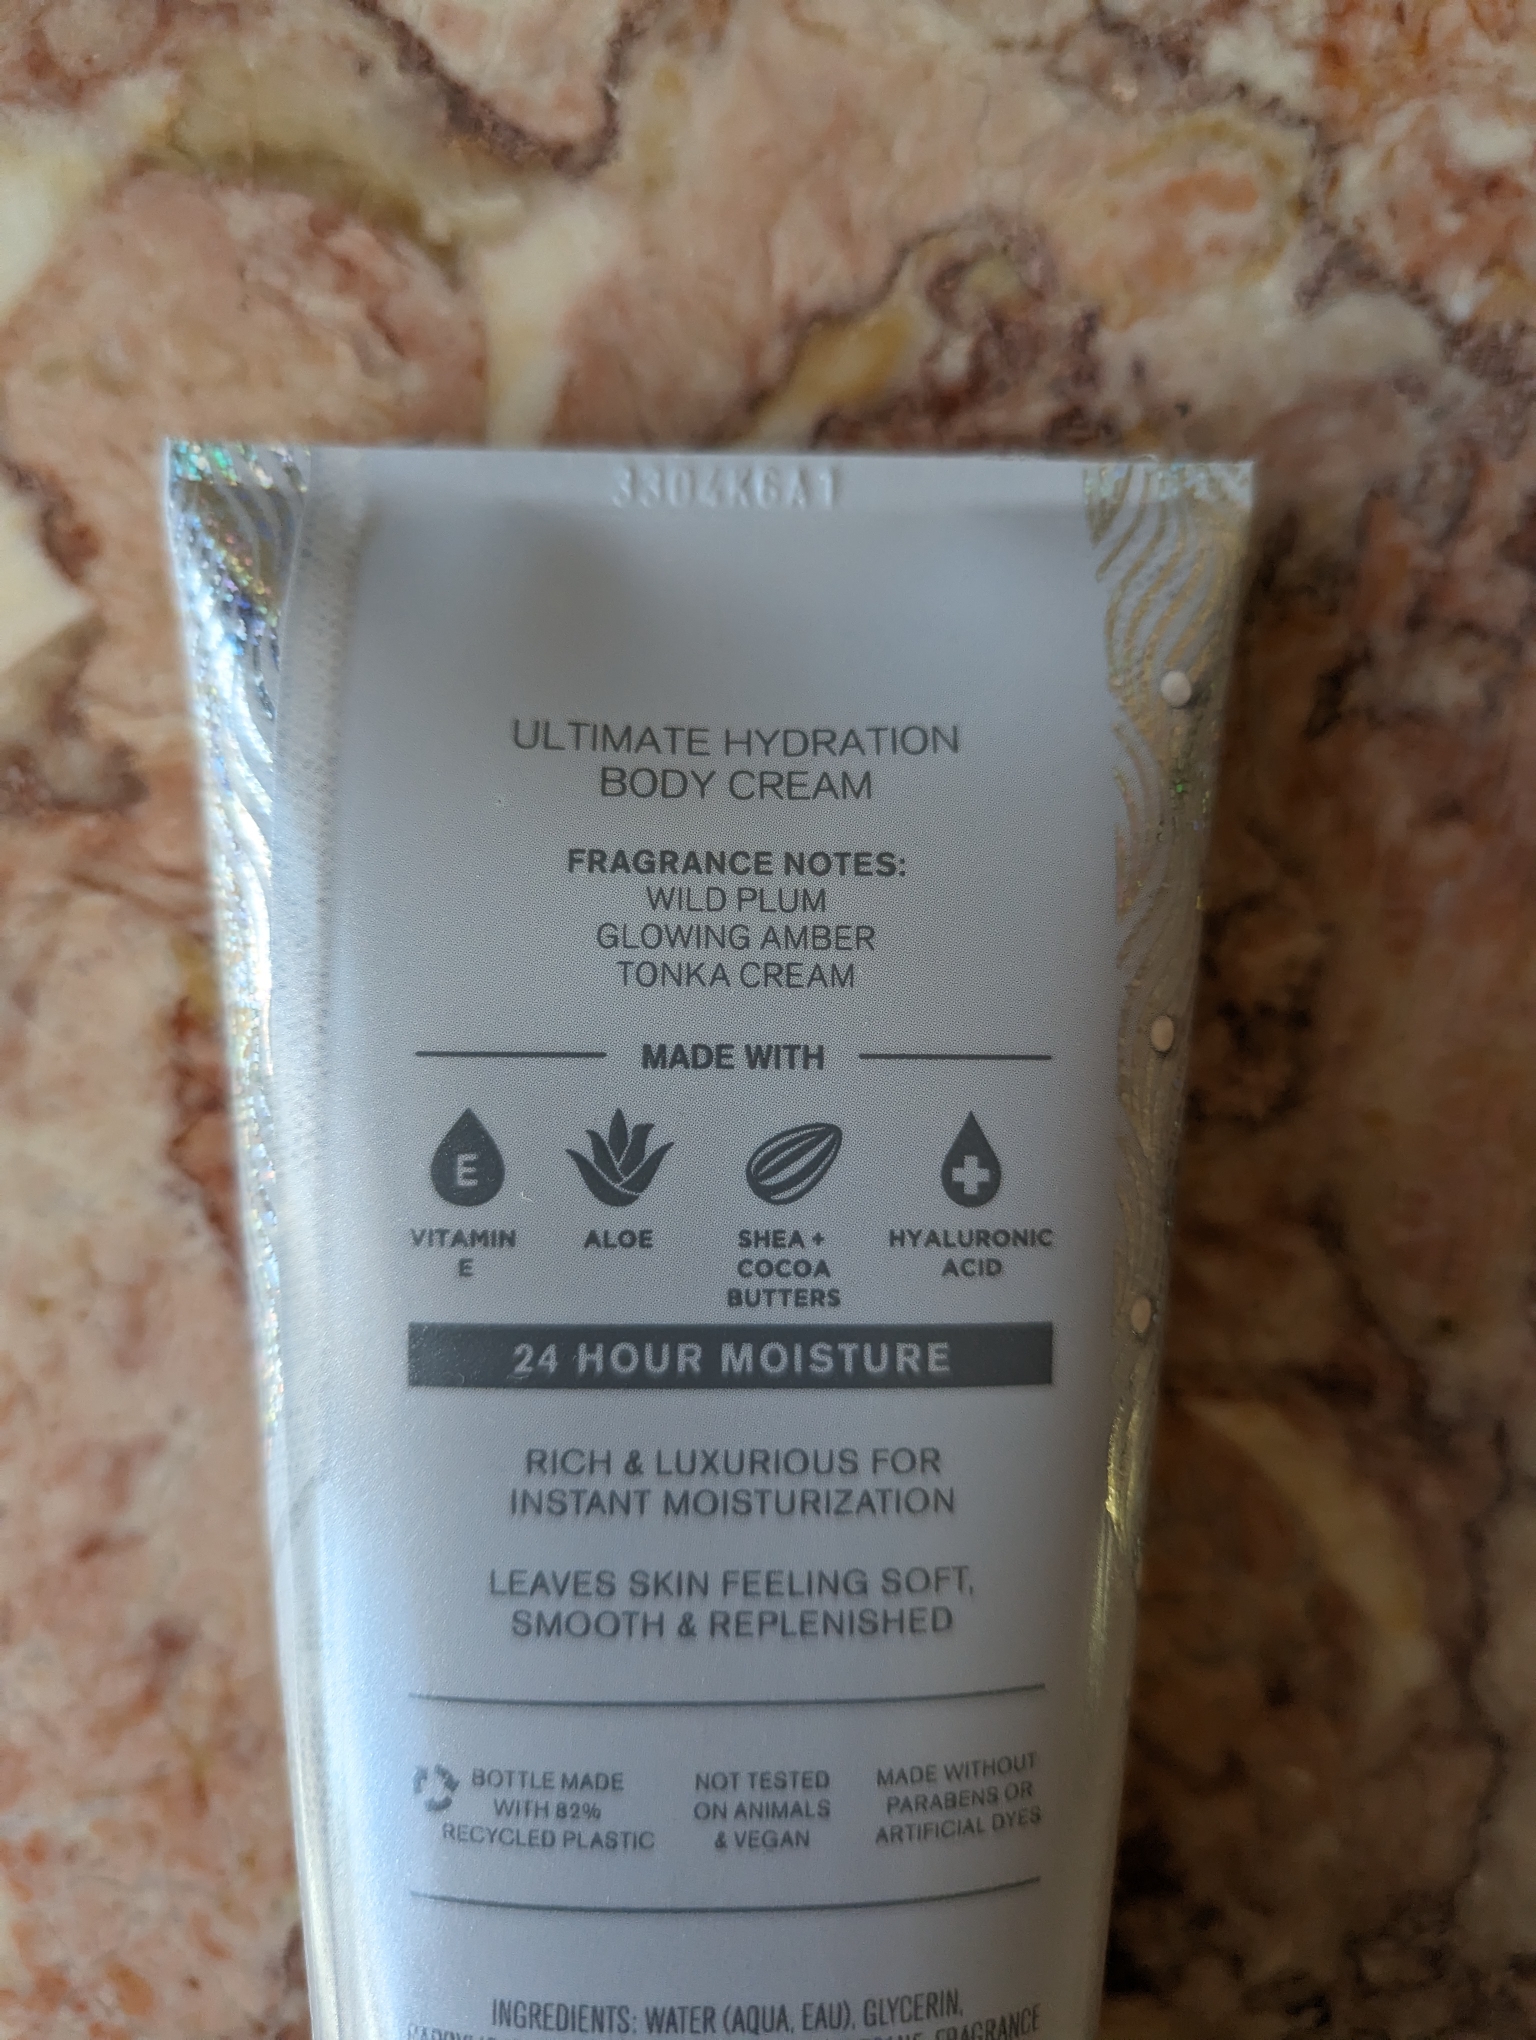 3304K6A1
ULTIMATE HYDRATION
BODY CREAM
FRAGRANCE NOTES:
WILD PLUM
GLOWING AMBER
TONKA CREAM
MADE WITH
E
VITAMIN
E
ALOE
SHEA +
COCOA
BUTTERS
HYALURONIC
ACID
24 HOUR MOISTURE
RICH & LUXURIOUS FOR
INSTANT MOISTURIZATION
LEAVES SKIN FEELING SOFT,
SMOOTH & REPLENISHED
BOTTLE MADE
WITH 82%
RECYCLED PLASTIC
NOT TESTED
ON ANIMALS
& VEGAN
MADE WITHOUT
PARABENS OR
ARTIFICIAL DYES
INGREDIENTS: WATER (AQUA, EAU), GLYCERIN,
FRAGRANCE